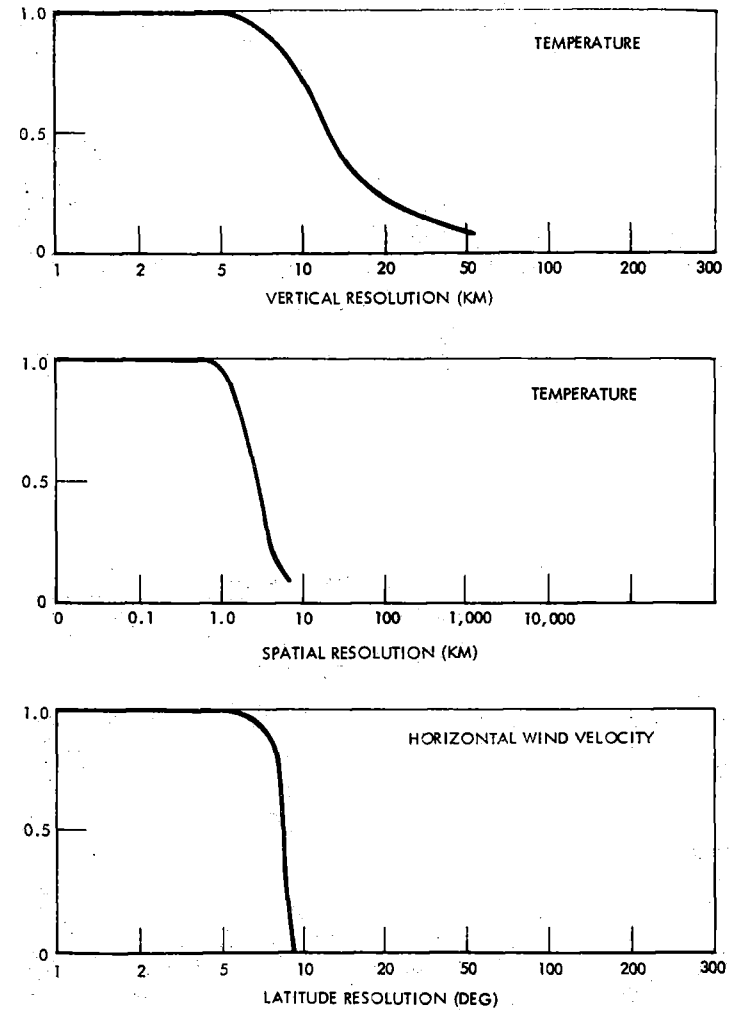 1.0
TEMPERATURE
0.5
0
1 2 5 10 20 50 100 200 300
VERTICAL RESOLUTION (KM)
1.0
TEMPERATURE
0.5
0
0 0.1 1.0 10 100 1,000 10,000
SPATIAL RESOLUTION (KM)
1.0
HORIZONTAL WIND VELOCITY
0.5
0
1 2 5 10 20 50 100 200 300
LATITUDE RESOLUTION (DEG)